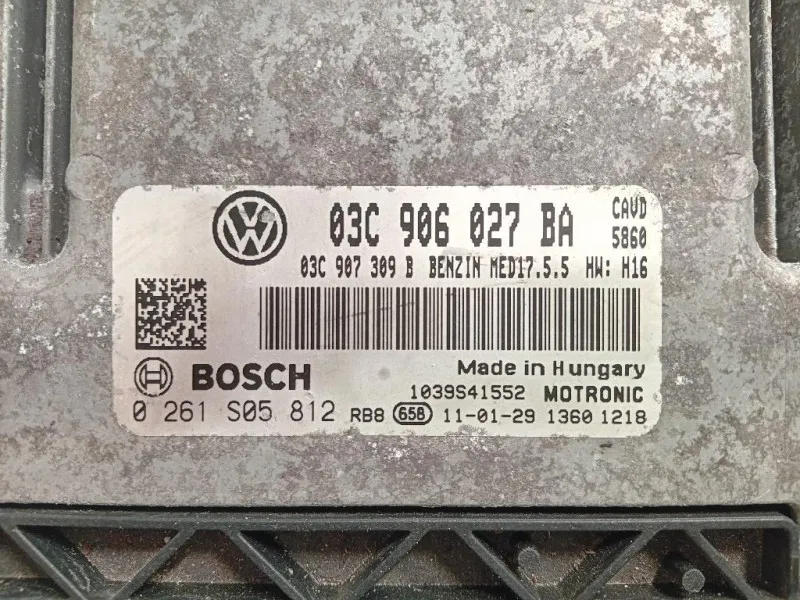 VW 03C 906 027 BA CAVD
5860
03C 907 309 B BENZIN MED17.5.5 HW: H16
BOSCH Made in Hungary
1039S41552 MOTRONIC
0 261 S05 812 RB8 658 11-01-29 1360 1218